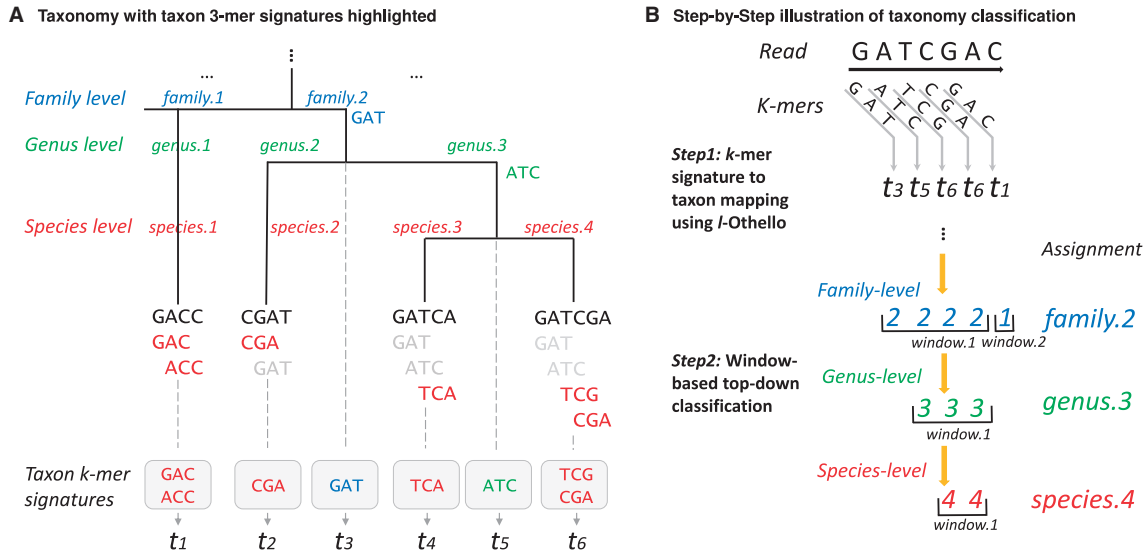 A Taxonomy with taxon 3-mer signatures highlighted
... ...
Family level family.1 family.2
GAT
Genus level genus.1 genus.2 genus.3
ATC
Species level species.1 species.2 species.3 species.4
GACC CGAT GATCA GATCGA
GAC CGA GAT GAT
ACC GAT ATC ATC
TCA TCG
CGA
Taxon k-mer
signatures
GAC
ACC
CGA
GAT
TCA
ATC
TCG
CGA
t1 t2 t3 t4 t5 t6
B Step-by-Step illustration of taxonomy classification
Read G A T C G A C
K-mers
G A T
A T C
T C G
C G A
G A C
Step1: k-mer
signature to
taxon mapping
using l-Othello
t3 t5 t6 t6 t1
Assignment
Family-level
2 2 2 2 1 family.2
window.1 window.2
Step2: Window-
based top-down
classification
Genus-level
3 3 3 genus.3
window.1
Species-level
4 4 species.4
window.1